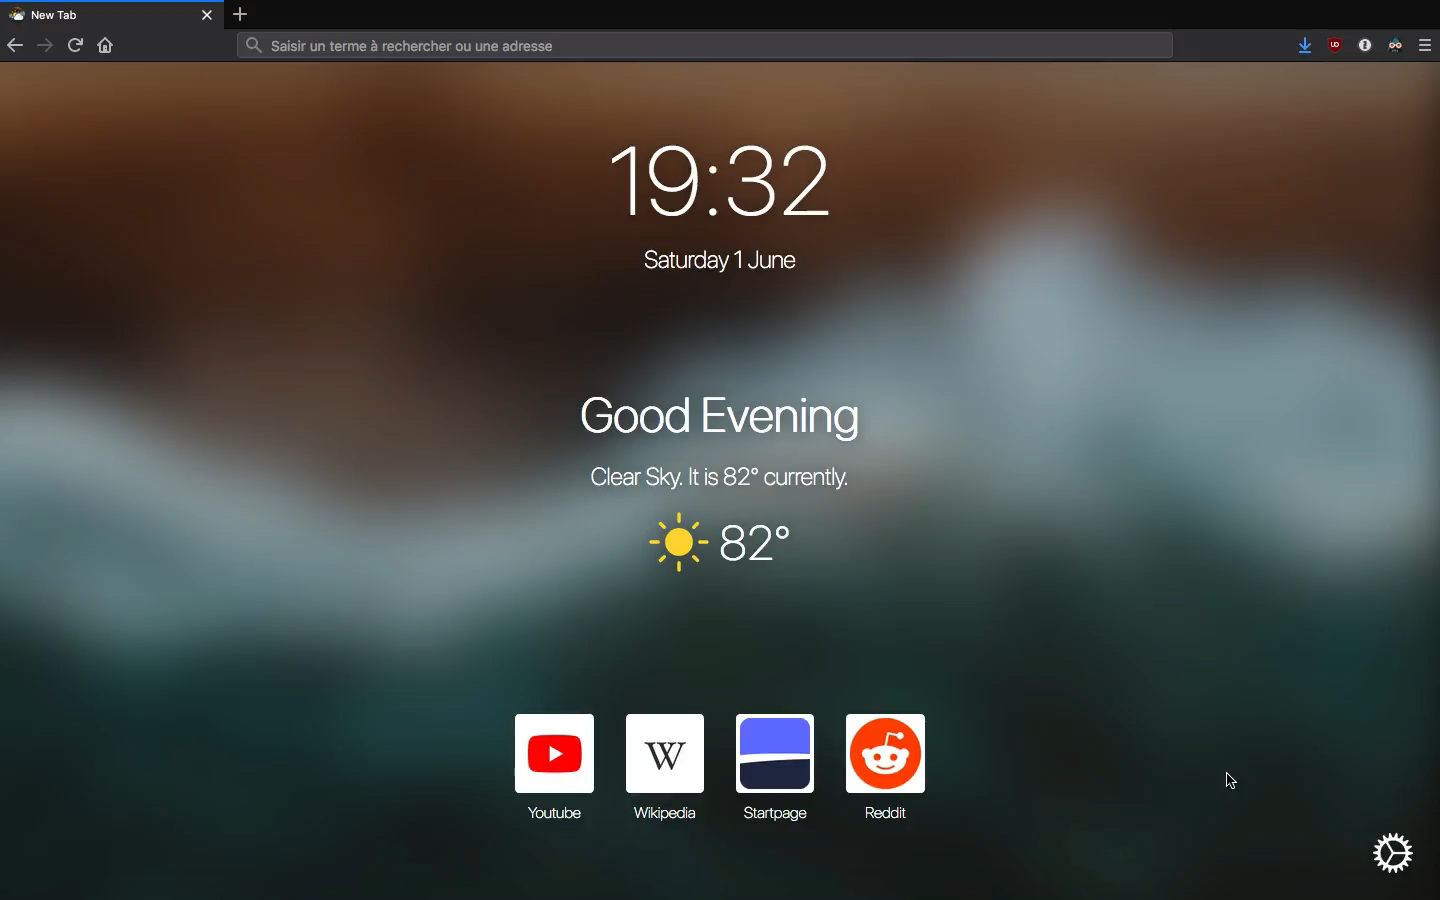 New Tab
Saisir un terme à rechercher ou une adresse
19:32
Saturday 1 June
Good Evening
Clear Sky. It is 82° currently.
82°
W
Youtube
Wikipedia
Startpage
Reddit